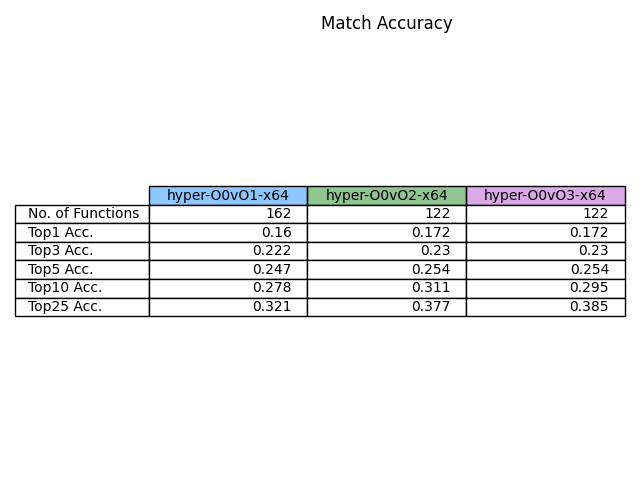 Match Accuracy
hyper-O0vO1-x64 hyper-O0vO2-x64 hyper-O0vO3-x64
No. of Functions 162 122 122
Top1 Acc. 0.16 0.172 0.172
Top3 Acc. 0.222 0.23 0.23
Top5 Acc. 0.247 0.254 0.254
Top10 Acc. 0.278 0.311 0.295
Top25 Acc. 0.321 0.377 0.385